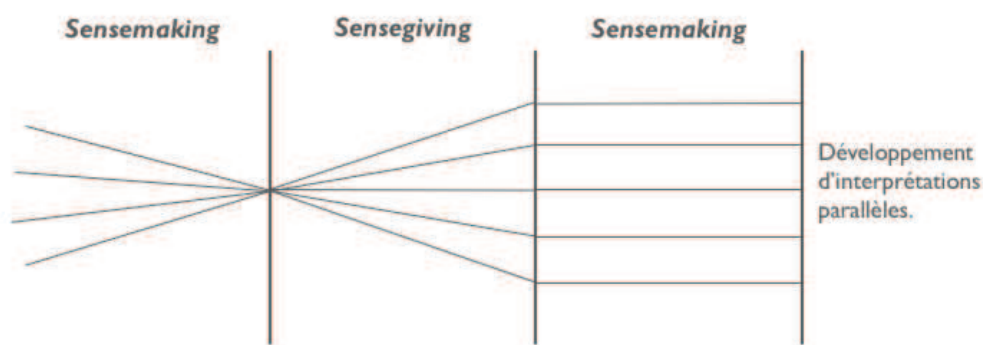 Sensemaking Sensegiving Sensemaking
Développement
d'interprétations
parallèles.